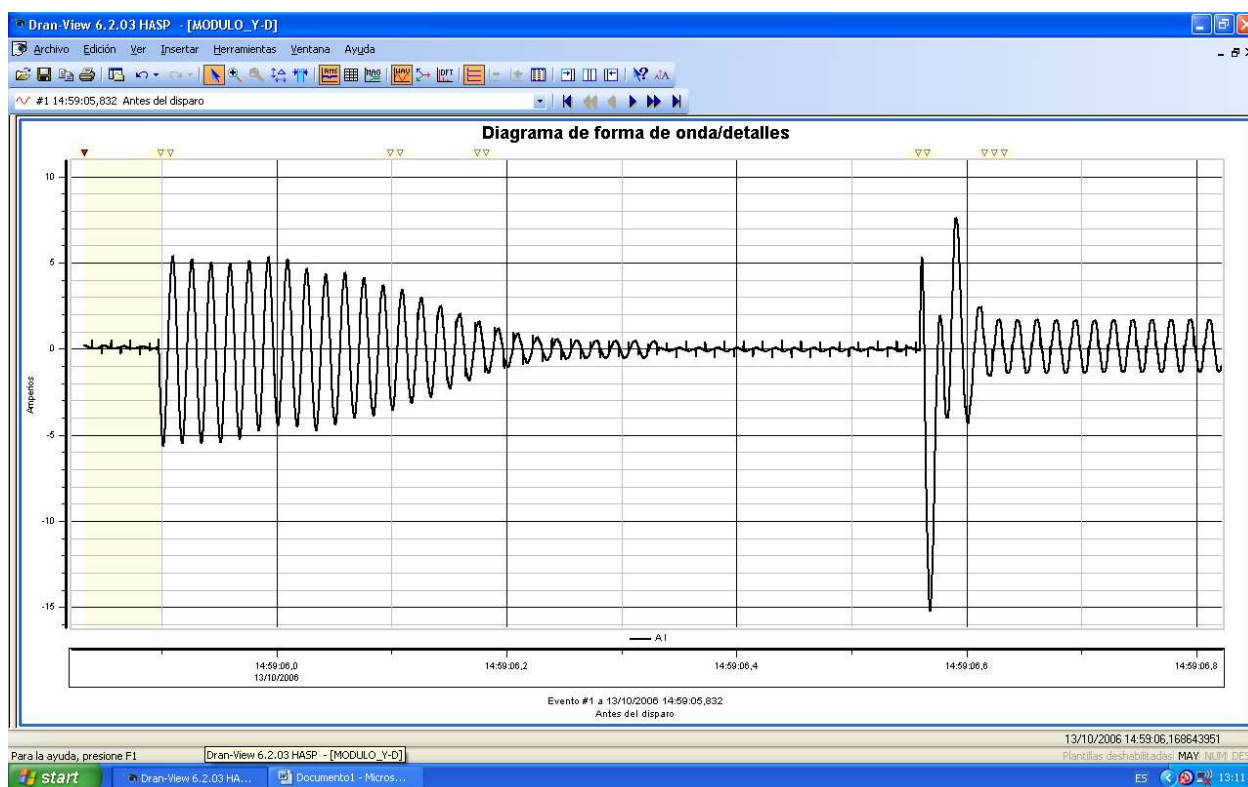 Dran-View 6.2.03 HASP - [MODULO_Y-D]
Archivo Edición Ver Insertar Herramientas Ventana Ayuda
#1 14:59:05,832 Antes del disparo
Diagrama de forma de onda/detalles
10
5
0
-5
-10
-15
Amperios
A I
14:59:06,0
13/10/2006
14:59:06,2
14:59:06,4
14:59:06,6
14:59:06,8
Evento #1 a 13/10/2006 14:59:05,832
Antes del disparo
13/10/2006 14:59:06,168643951
Para la ayuda, presione F1
Dran-View 6.2.03 HASP - [MODULO_Y-D]
Plantillas deshabilitadas MAY NUM DES
start
Dran-View 6.2.03 HA...
Documento1 - Micros...
ES
13:11